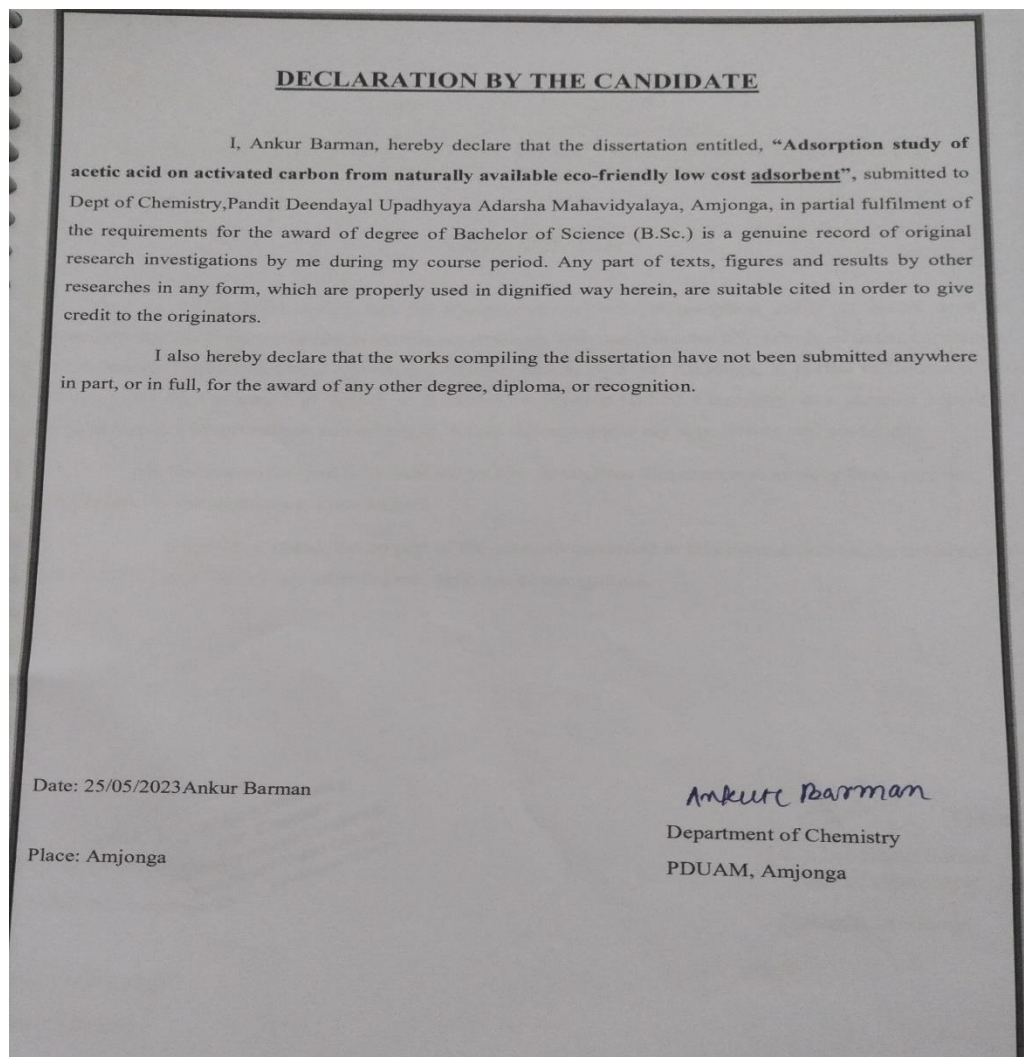 DECLARATION BY THE CANDIDATE
I, Ankur Barman, hereby declare that the dissertation entitled, “Adsorption study of
acetic acid on activated carbon from naturally available eco-friendly low cost adsorbent”, submitted to
Dept of Chemistry,Pandit Deendayal Upadhyaya Adarsha Mahavidyalaya, Amjonga, in partial fulfilment of
the requirements for the award of degree of Bachelor of Science (B.Sc.) is a genuine record of original
research investigations by me during my course period. Any part of texts, figures and results by other
researches in any form, which are properly used in dignified way herein, are suitable cited in order to give
credit to the originators.
I also hereby declare that the works compiling the dissertation have not been submitted anywhere
in part, or in full, for the award of any other degree, diploma, or recognition.
Date: 25/05/2023 Ankur Barman
Ankur Barman
Department of Chemistry
Place: Amjonga
PDUAM, Amjonga